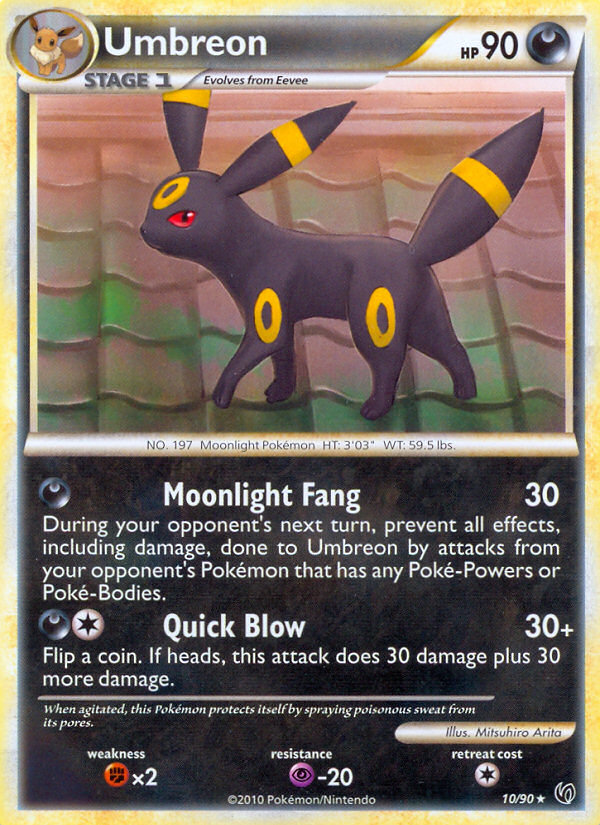 Umbreon
HP 90
STAGE 1
Evolves from Eevee
NO. 197 Moonlight Pokémon HT: 3'03" WT: 59.5 lbs.
Moonlight Fang 30
During your opponent's next turn, prevent all effects,
including damage, done to Umbreon by attacks from
your opponent's Pokémon that has any Poké-Powers or
Poké-Bodies.
Quick Blow 30+
Flip a coin. If heads, this attack does 30 damage plus 30
more damage.
When agitated, this Pokémon protects itself by spraying poisonous sweat from
its pores.
Illus. Mitsuhiro Arita
weakness resistance retreat cost
×2 -20
©2010 Pokémon/Nintendo 10/90 ★